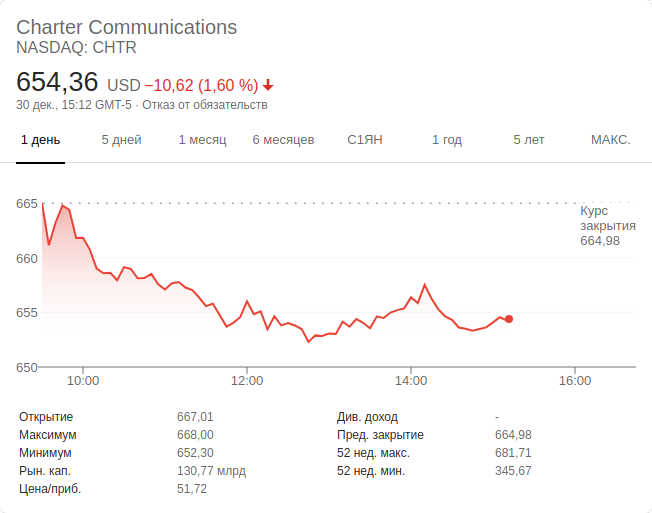 Charter Communications
NASDAQ: CHTR
654,36 USD −10,62 (1,60 %)
30 дек., 15:12 GMT-5 · Отказ от обязательств
1 день 5 дней 1 месяц 6 месяцев С1ЯН 1 год 5 лет МАКС.
665
Курс
закрытия
664,98
660
655
650
10:00 12:00 14:00 16:00
Открытие 667,01 Див. доход -
Максимум 668,00 Пред. закрытие 664,98
Минимум 652,30 52 нед. макс. 681,71
Рын. кап. 130,77 млрд 52 нед. мин. 345,67
Цена/приб. 51,72